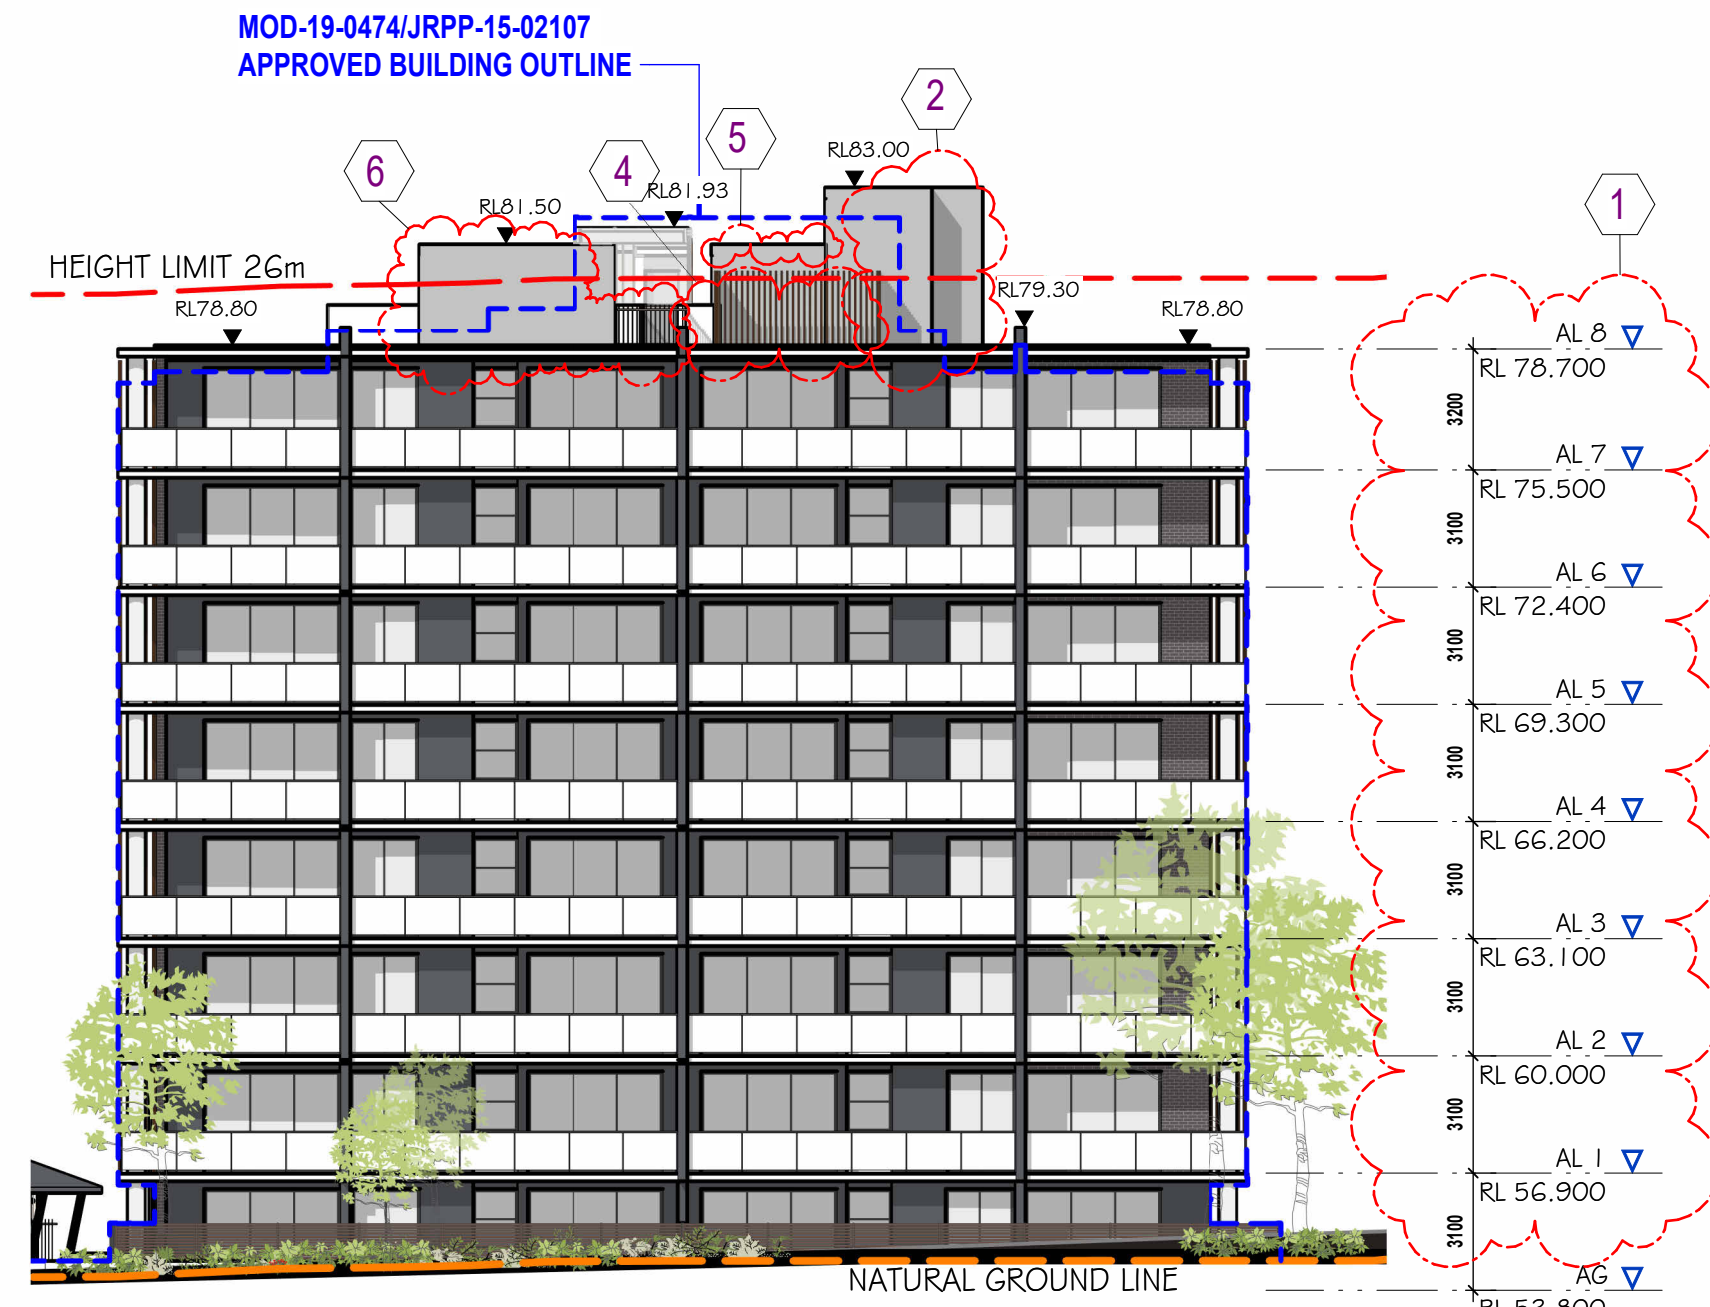 MOD-19-0474/JRPP-15-02107
APPROVED BUILDING OUTLINE
2
5
6
4
1
RL83.00
RL81.93
RL81.50
HEIGHT LIMIT 26m
RL79.30
RL78.80
RL78.80
AL 8
RL 78.700
3200
AL 7
RL 75.500
3100
AL 6
RL 72.400
3100
AL 5
RL 69.300
3100
AL 4
RL 66.200
3100
AL 3
RL 63.100
3100
AL 2
RL 60.000
3100
AL 1
RL 56.900
3100
NATURAL GROUND LINE
AG
RL 53.800